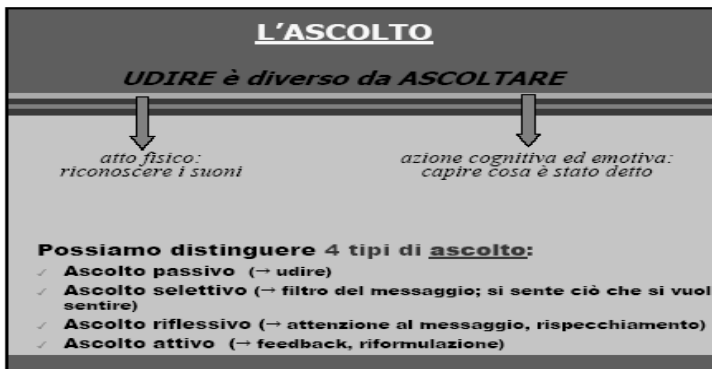 L'ASCOLTO
UDIRE è diverso da ASCOLTARE
atto fisico:
riconoscere i suoni
azione cognitiva ed emotiva:
capire cosa è stato detto
Possiamo distinguere 4 tipi di ascolto:
✓ Ascolto passivo (→ udire)
✓ Ascolto selettivo (→ filtro del messaggio; si sente ciò che si vuol
sentire)
✓ Ascolto riflessivo (→ attenzione al messaggio, rispecchiamento)
✓ Ascolto attivo (→ feedback, riformulazione)